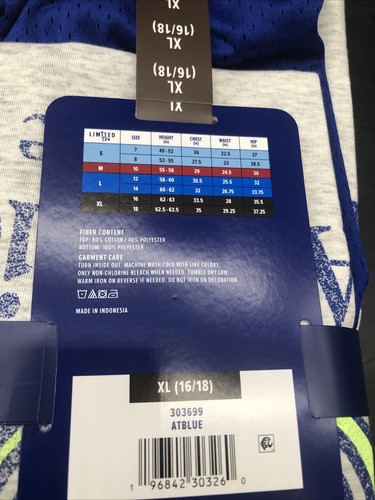 XL
(16/18)
XL
(16/18)
XL
LIMITED TOO SIZE HEIGHT (in) CHEST (in) WAIST (in) HIP (in)
S 7 49-52 26 22.5 27
8 52-55 27.5 23 28.5
M 10 55-58 29 24.5 30
L 12 58-60 30.5 25.5 32
14 60-62 32 26.75 33.75
XL 16 62-63 33.5 28 35.5
18 62.5-63.5 35 29.25 37.25
FIBER CONTENT
TOP: 60% COTTON / 40% POLYESTER
BOTTOM: 100% POLYESTER
GARMENT CARE
TURN INSIDE OUT. MACHINE WASH COLD WITH LIKE COLORS.
ONLY NON-CHLORINE BLEACH WHEN NEEDED. TUMBLE DRY LOW.
WARM IRON ON REVERSE IF NEEDED. DO NOT IRON ON DECORATION.
MADE IN INDONESIA
XL (16/18)
303699
ATBLUE
1 96842 30326 0